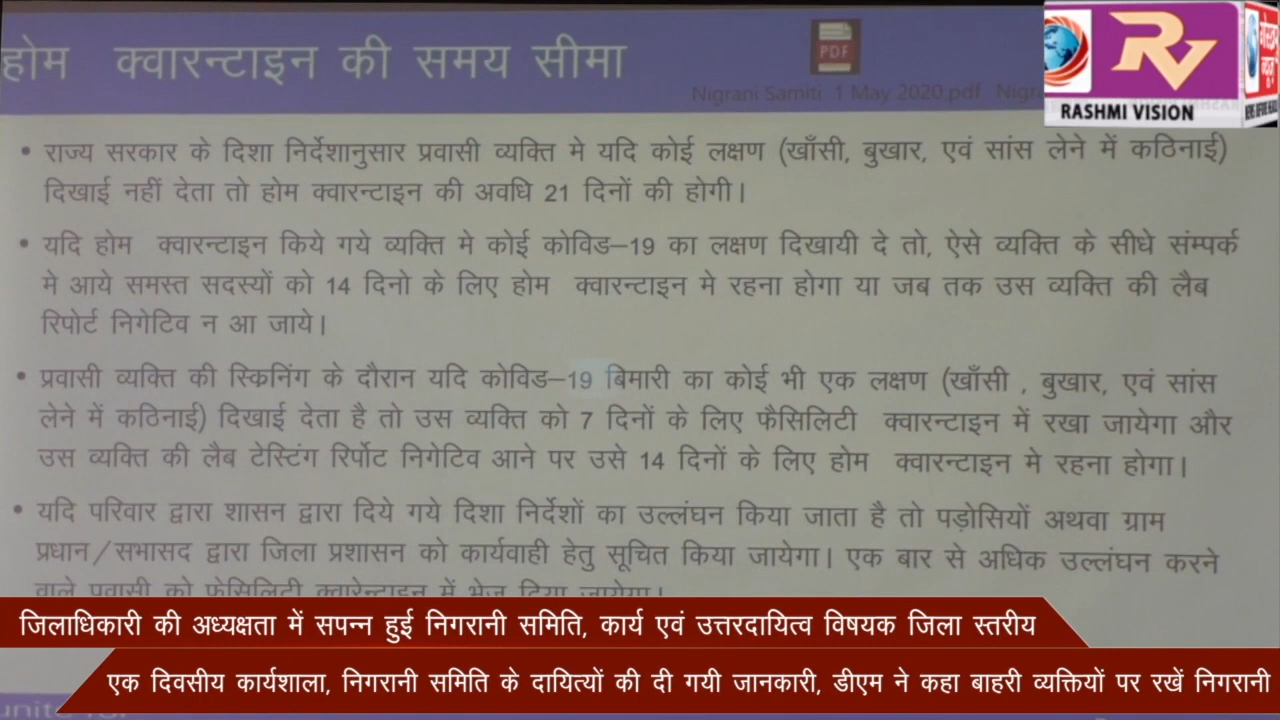 होम क्वारन्टाइन की समय सीमा
PDF
Nigrani Samiti 1 May 2020.pdf Nigr
RASHMI VISION
• राज्य सरकार के दिशा निर्देशानुसार प्रवासी व्यक्ति मे यदि कोई लक्षण (खाँसी, बुखार, एवं सांस लेने में कठिनाई)
दिखाई नहीं देता तो होम क्वारन्टाइन की अवधि 21 दिनों की होगी।
• यदि होम क्वारन्टाइन किये गये व्यक्ति मे कोई कोविड–19 का लक्षण दिखायी दे तो, ऐसे व्यक्ति के सीधे संम्पर्क
मे आये समस्त सदस्यों को 14 दिनो के लिए होम क्वारन्टाइन मे रहना होगा या जब तक उस व्यक्ति की लैब
रिपोर्ट निगेटिव न आ जाये।
• प्रवासी व्यक्ति की स्क्रिनिंग के दौरान यदि कोविड–19 बिमारी का कोई भी एक लक्षण (खाँसी , बुखार, एवं सांस
लेने में कठिनाई) दिखाई देता है तो उस व्यक्ति को 7 दिनों के लिए फैसिलिटी क्वारन्टाइन में रखा जायेगा और
उस व्यक्ति की लैब टेस्टिंग रिर्पोट निगेटिव आने पर उसे 14 दिनों के लिए होम क्वारन्टाइन मे रहना होगा।
• यदि परिवार द्वारा शासन द्वारा दिये गये दिशा निर्देशों का उल्लंघन किया जाता है तो पड़ोसियों अथवा ग्राम
प्रधान/सभासद द्वारा जिला प्रशासन को कार्यवाही हेतु सूचित किया जायेगा। एक बार से अधिक उल्लंघन करने
वाले प्रवासी को फेसिलिटी क्वारेन्टाइन में भेज दिया जायेगा।
जिलाधिकारी की अध्यक्षता में सपन्न हुई निगरानी समिति, कार्य एवं उत्तरदायित्व विषयक जिला स्तरीय
एक दिवसीय कार्यशाला, निगरानी समिति के दायित्यों की दी गयी जानकारी, डीएम ने कहा बाहरी व्यक्तियों पर रखें निगरानी